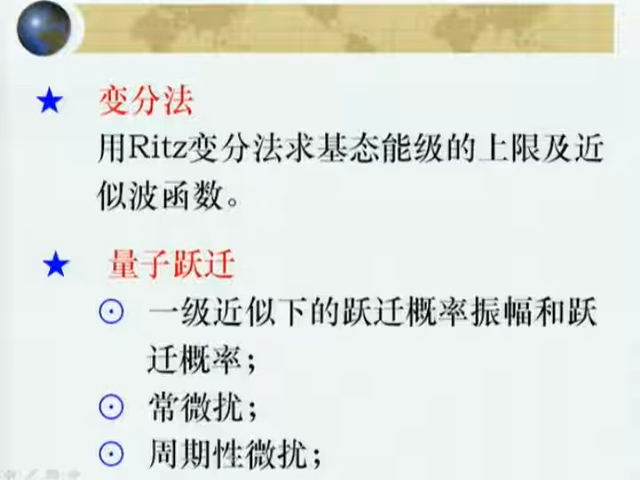 ★ 变分法
用Ritz变分法求基态能级的上限及近
似波函数。
★ 量子跃迁
⊙ 一级近似下的跃迁概率振幅和跃
迁概率；
⊙ 常微扰；
⊙ 周期性微扰；